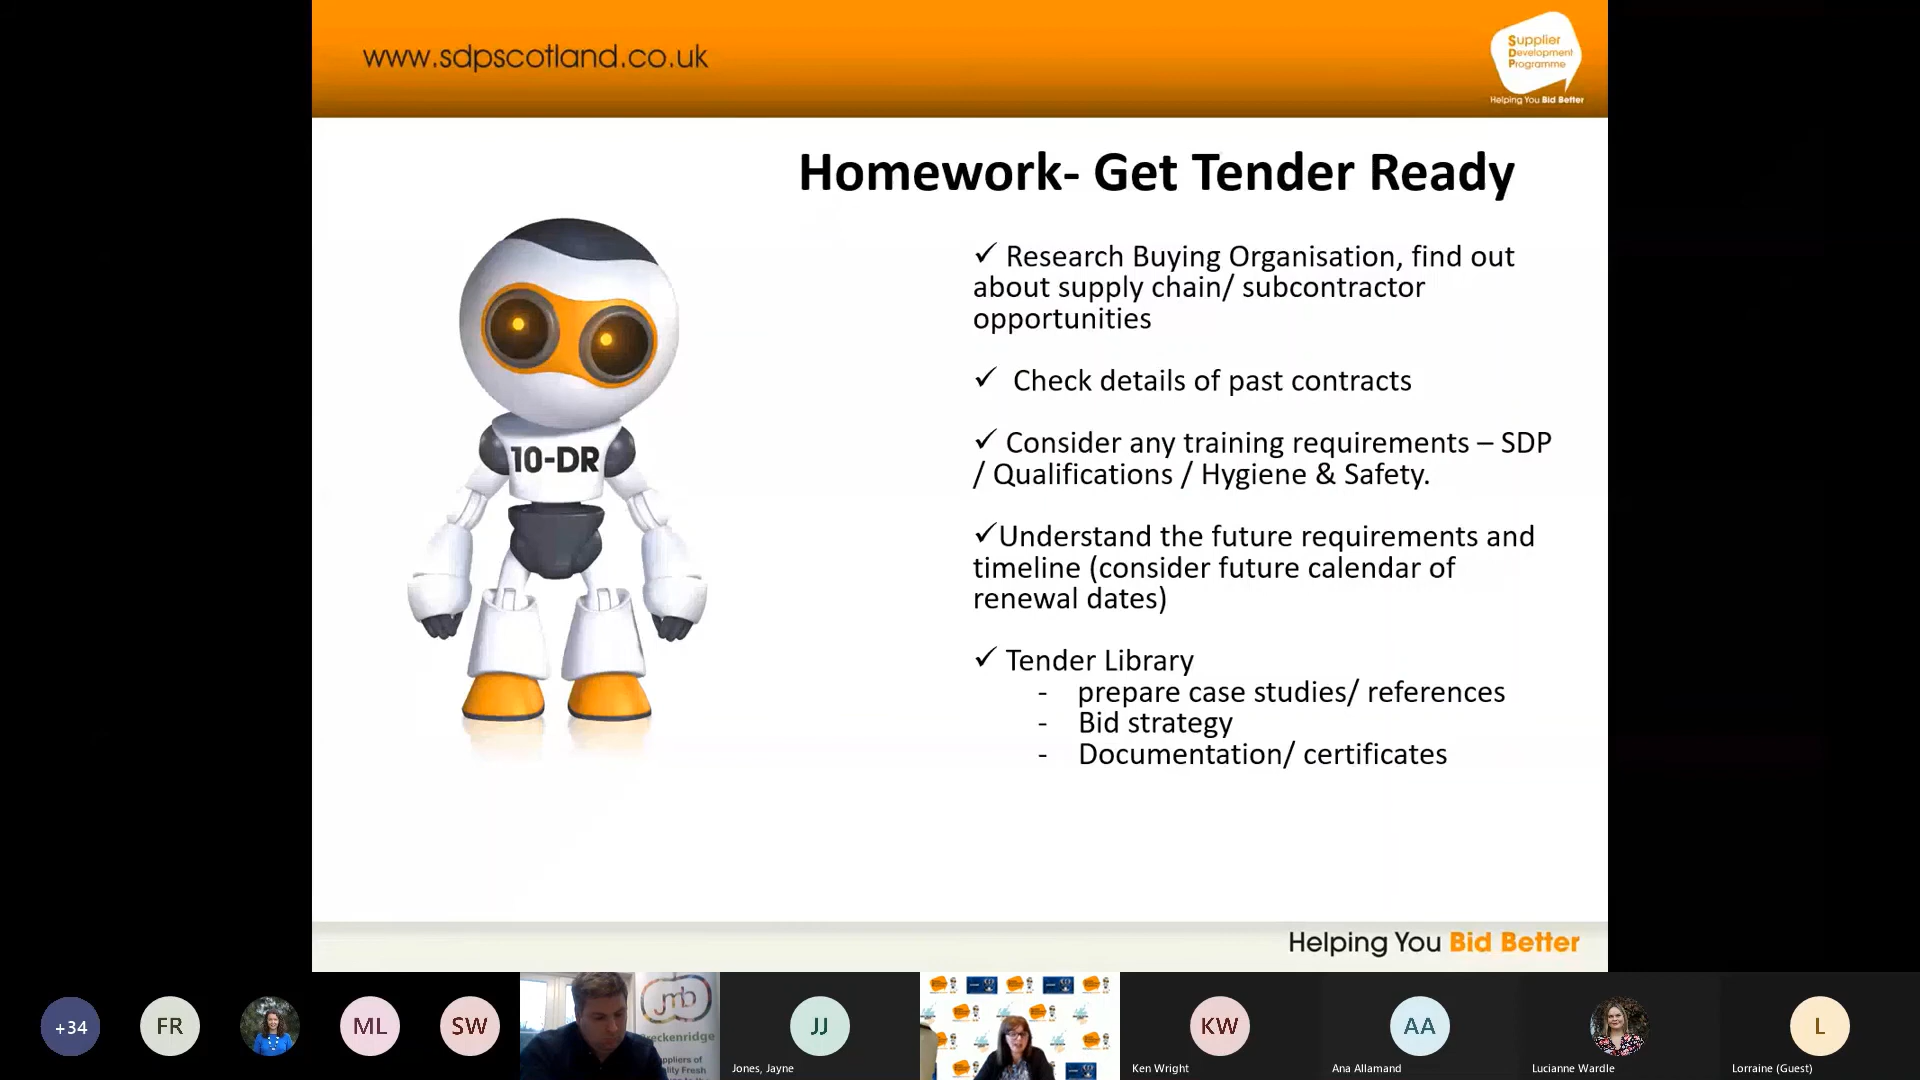 www.sdpscotland.co.uk
Supplier
Development
Programme
Helping You Bid Better
Homework- Get Tender Ready
✓ Research Buying Organisation, find out
about supply chain/ subcontractor
opportunities
✓ Check details of past contracts
✓ Consider any training requirements – SDP
/ Qualifications / Hygiene & Safety.
✓Understand the future requirements and
timeline (consider future calendar of
renewal dates)
✓ Tender Library
- prepare case studies/ references
- Bid strategy
- Documentation/ certificates
10-DR
Helping You Bid Better
+34
FR
ML
SW
jmb
JJ
Jones, Jayne
KW
Ken Wright
AA
Ana Allamand
Lucianne Wardle
L
Lorraine (Guest)